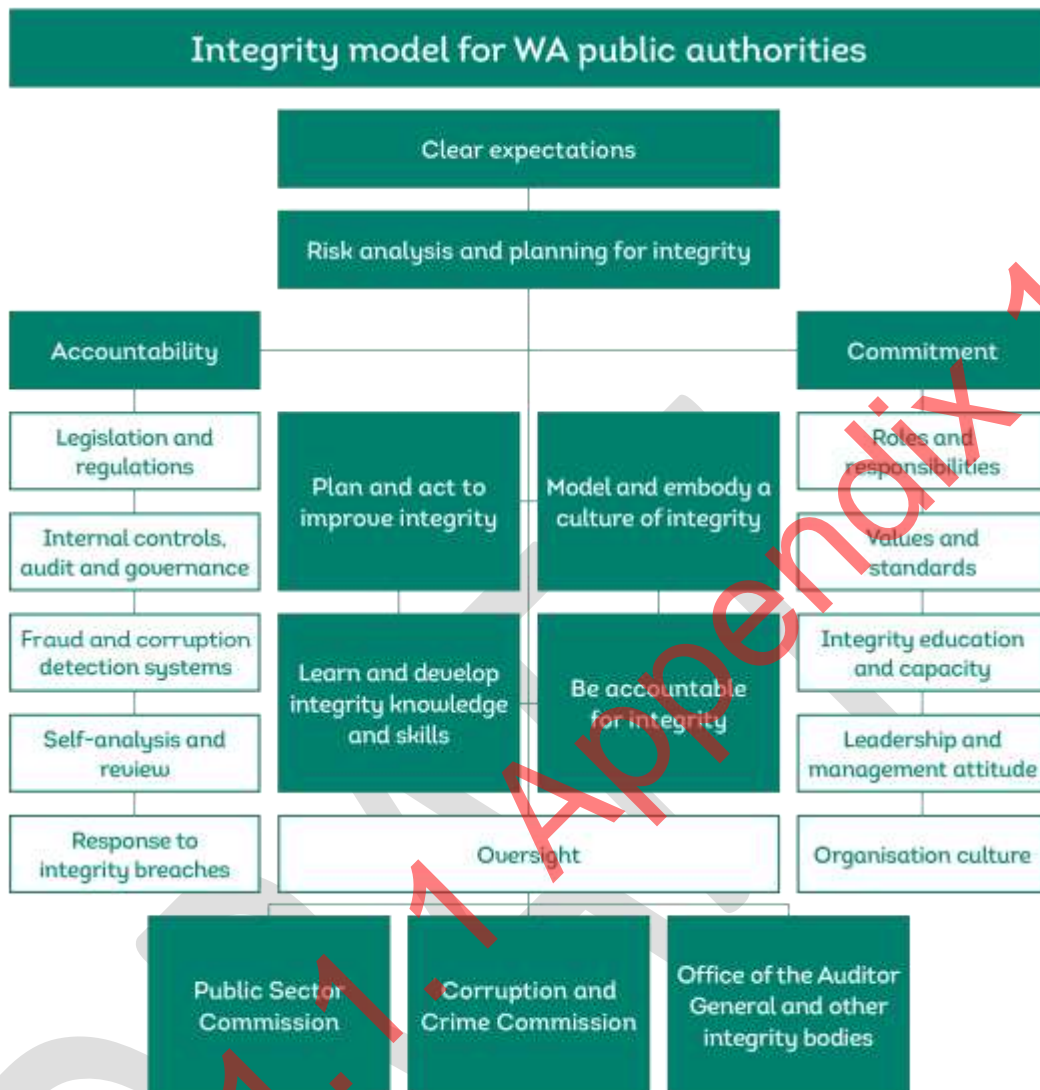 Integrity model for WA public authorities
Clear expectations
Risk analysis and planning for integrity
Accountability
Commitment
Legislation and
regulations
Internal controls,
audit and governance
Fraud and corruption
detection systems
Self-analysis and
review
Response to
integrity breaches
Plan and act to
improve integrity
Model and embody a
culture of integrity
Learn and develop
integrity knowledge
and skills
Be accountable
for integrity
Roles and
responsibilities
Values and
standards
Integrity education
and capacity
Leadership and
management attitude
Organisation culture
Oversight
Public Sector
Commission
Corruption and
Crime Commission
Office of the Auditor
General and other
integrity bodies
1.1.1 Appendix 1